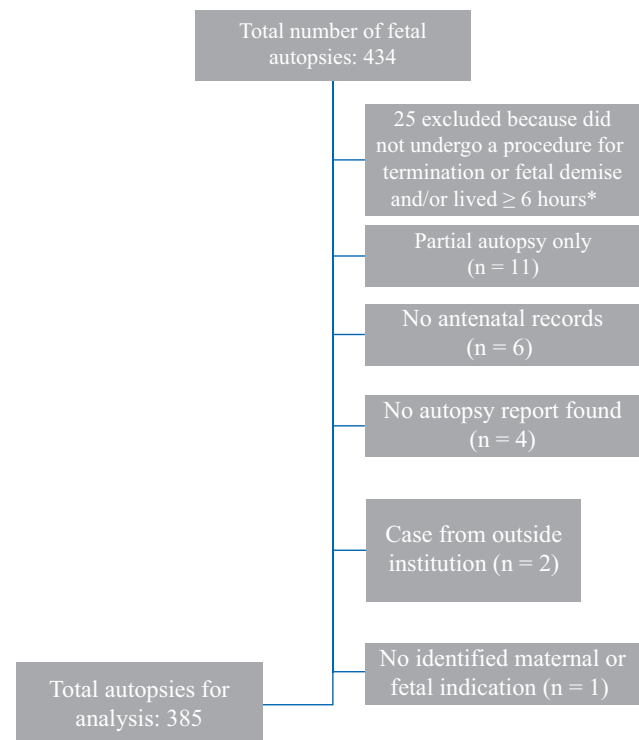 Total number of fetal
autopsies: 434
25 excluded because did
not undergo a procedure for
termination or fetal demise
and/or lived ≥ 6 hours*
Partial autopsy only
(n = 11)
No antenatal records
(n = 6)
No autopsy report found
(n = 4)
Case from outside
institution (n = 2)
No identified maternal or
fetal indication (n = 1)
Total autopsies for
analysis: 385